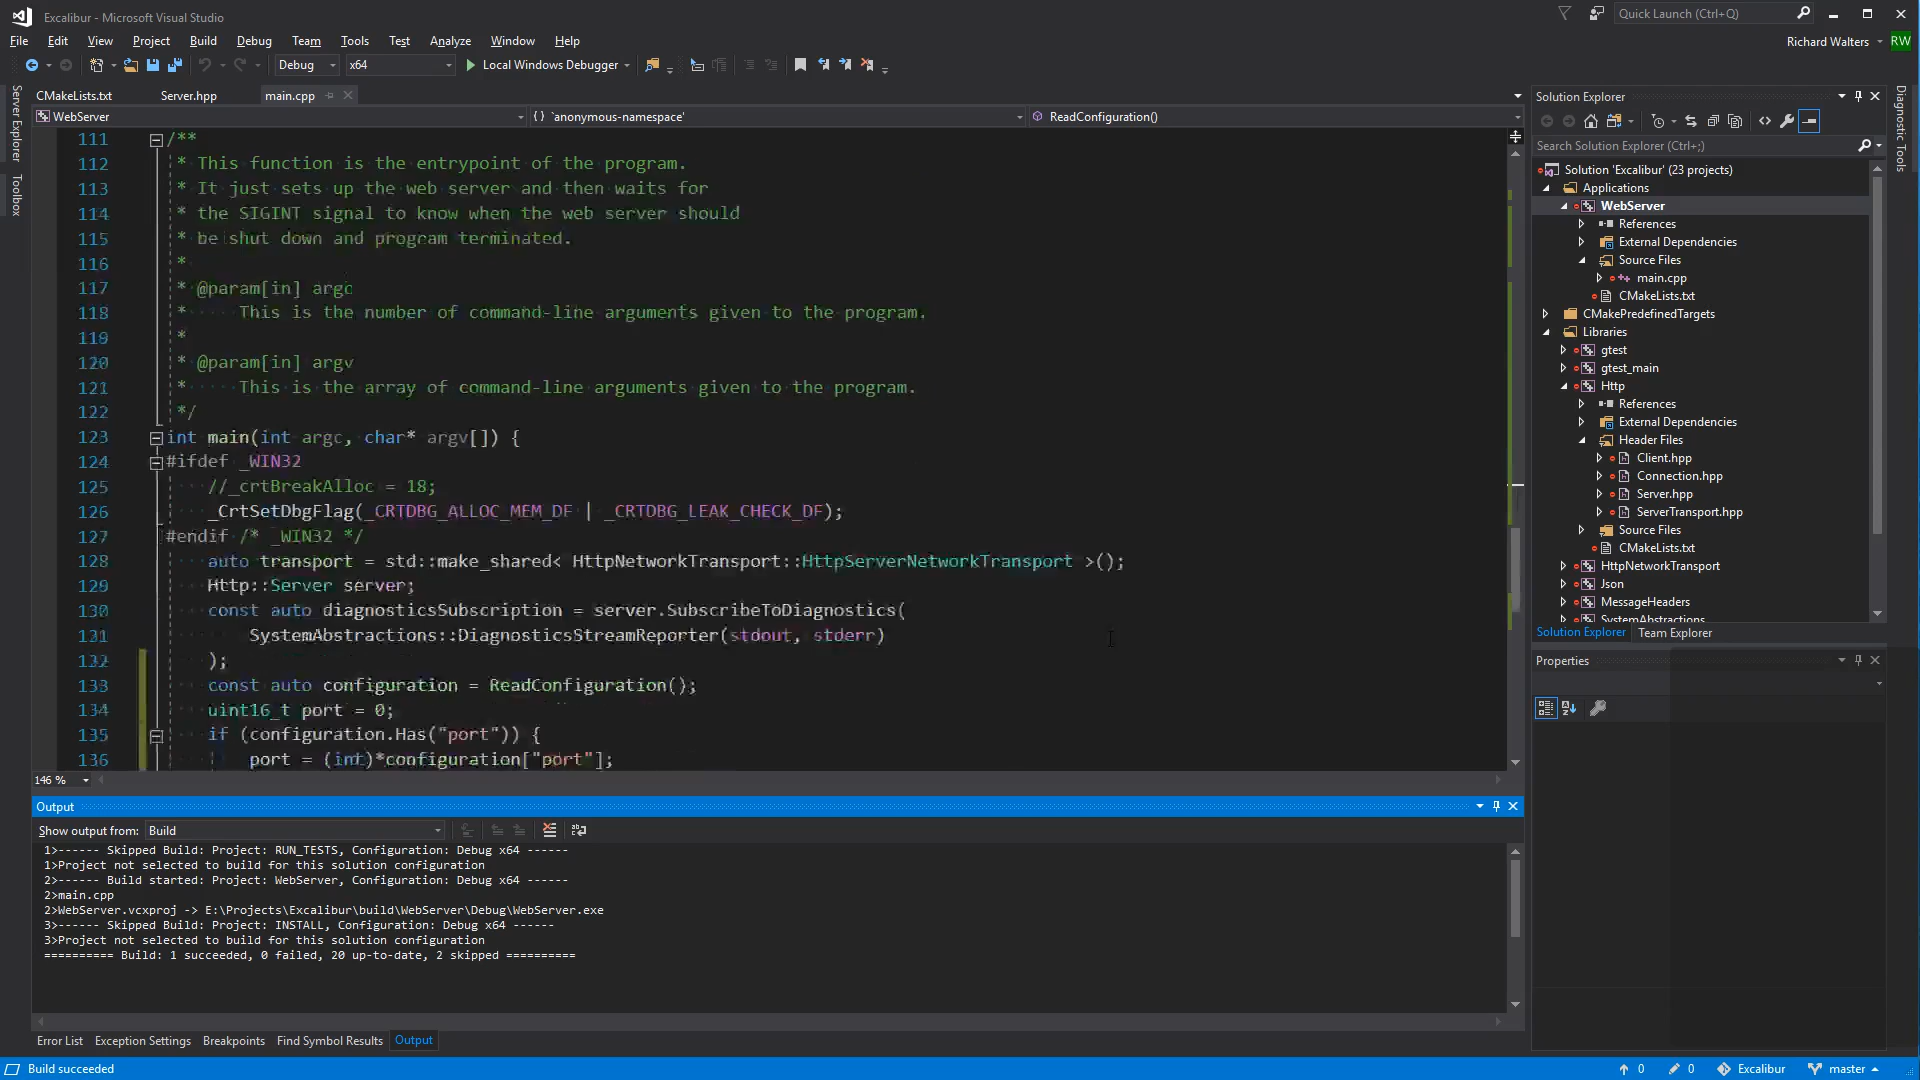 Excalibur - Microsoft Visual Studio
Quick Launch (Ctrl+Q)
File Edit View Project Build Debug Team Tools Test Analyze Window Help
Richard Walters RW
Debug x64 Local Windows Debugger
Server Explorer
Toolbox
CMakeLists.txt Server.hpp main.cpp
WebServer {} `anonymous-namespace' ReadConfiguration()
111 /**
112 * This function is the entrypoint of the program.
113 * It just sets up the web server and then waits for
114 * the SIGINT signal to know when the web server should
115 * be shut down and program terminated.
116 *
117 * @param[in] argc
118 * This is the number of command-line arguments given to the program.
119 *
120 * @param[in] argv
121 * This is the array of command-line arguments given to the program.
122 */
123 int main(int argc, char* argv[]) {
124 #ifdef _WIN32
125 //_crtBreakAlloc = 18;
126 _CrtSetDbgFlag(_CRTDBG_ALLOC_MEM_DF | _CRTDBG_LEAK_CHECK_DF);
127 #endif /* _WIN32 */
128 auto transport = std::make_shared< HttpNetworkTransport::HttpServerNetworkTransport >();
129 Http::Server server;
130 const auto diagnosticsSubscription = server.SubscribeToDiagnostics(
131 SystemAbstractions::DiagnosticsStreamReporter(stdout, stderr)
132 );
133 const auto configuration = ReadConfiguration();
134 uint16_t port = 0;
135 if (configuration.Has("port")) {
136 port = (int)*configuration["port"];
146 %
Output
Show output from: Build
1>------ Skipped Build: Project: RUN_TESTS, Configuration: Debug x64 ------
1>Project not selected to build for this solution configuration
2>------ Build started: Project: WebServer, Configuration: Debug x64 ------
2>main.cpp
2>WebServer.vcxproj -> E:\Projects\Excalibur\build\WebServer\Debug\WebServer.exe
3>------ Skipped Build: Project: INSTALL, Configuration: Debug x64 ------
3>Project not selected to build for this solution configuration
========== Build: 1 succeeded, 0 failed, 20 up-to-date, 2 skipped ==========
Error List Exception Settings Breakpoints Find Symbol Results Output
Solution Explorer
Search Solution Explorer (Ctrl+;)
Solution 'Excalibur' (23 projects)
Applications
WebServer
References
External Dependencies
Source Files
main.cpp
CMakeLists.txt
CMakePredefinedTargets
Libraries
gtest
gtest_main
Http
References
External Dependencies
Header Files
Client.hpp
Connection.hpp
Server.hpp
ServerTransport.hpp
Source Files
CMakeLists.txt
HttpNetworkTransport
Json
MessageHeaders
SystemAbstractions
Solution Explorer Team Explorer
Properties
Diagnostic Tools
Build succeeded 0 0 Excalibur master